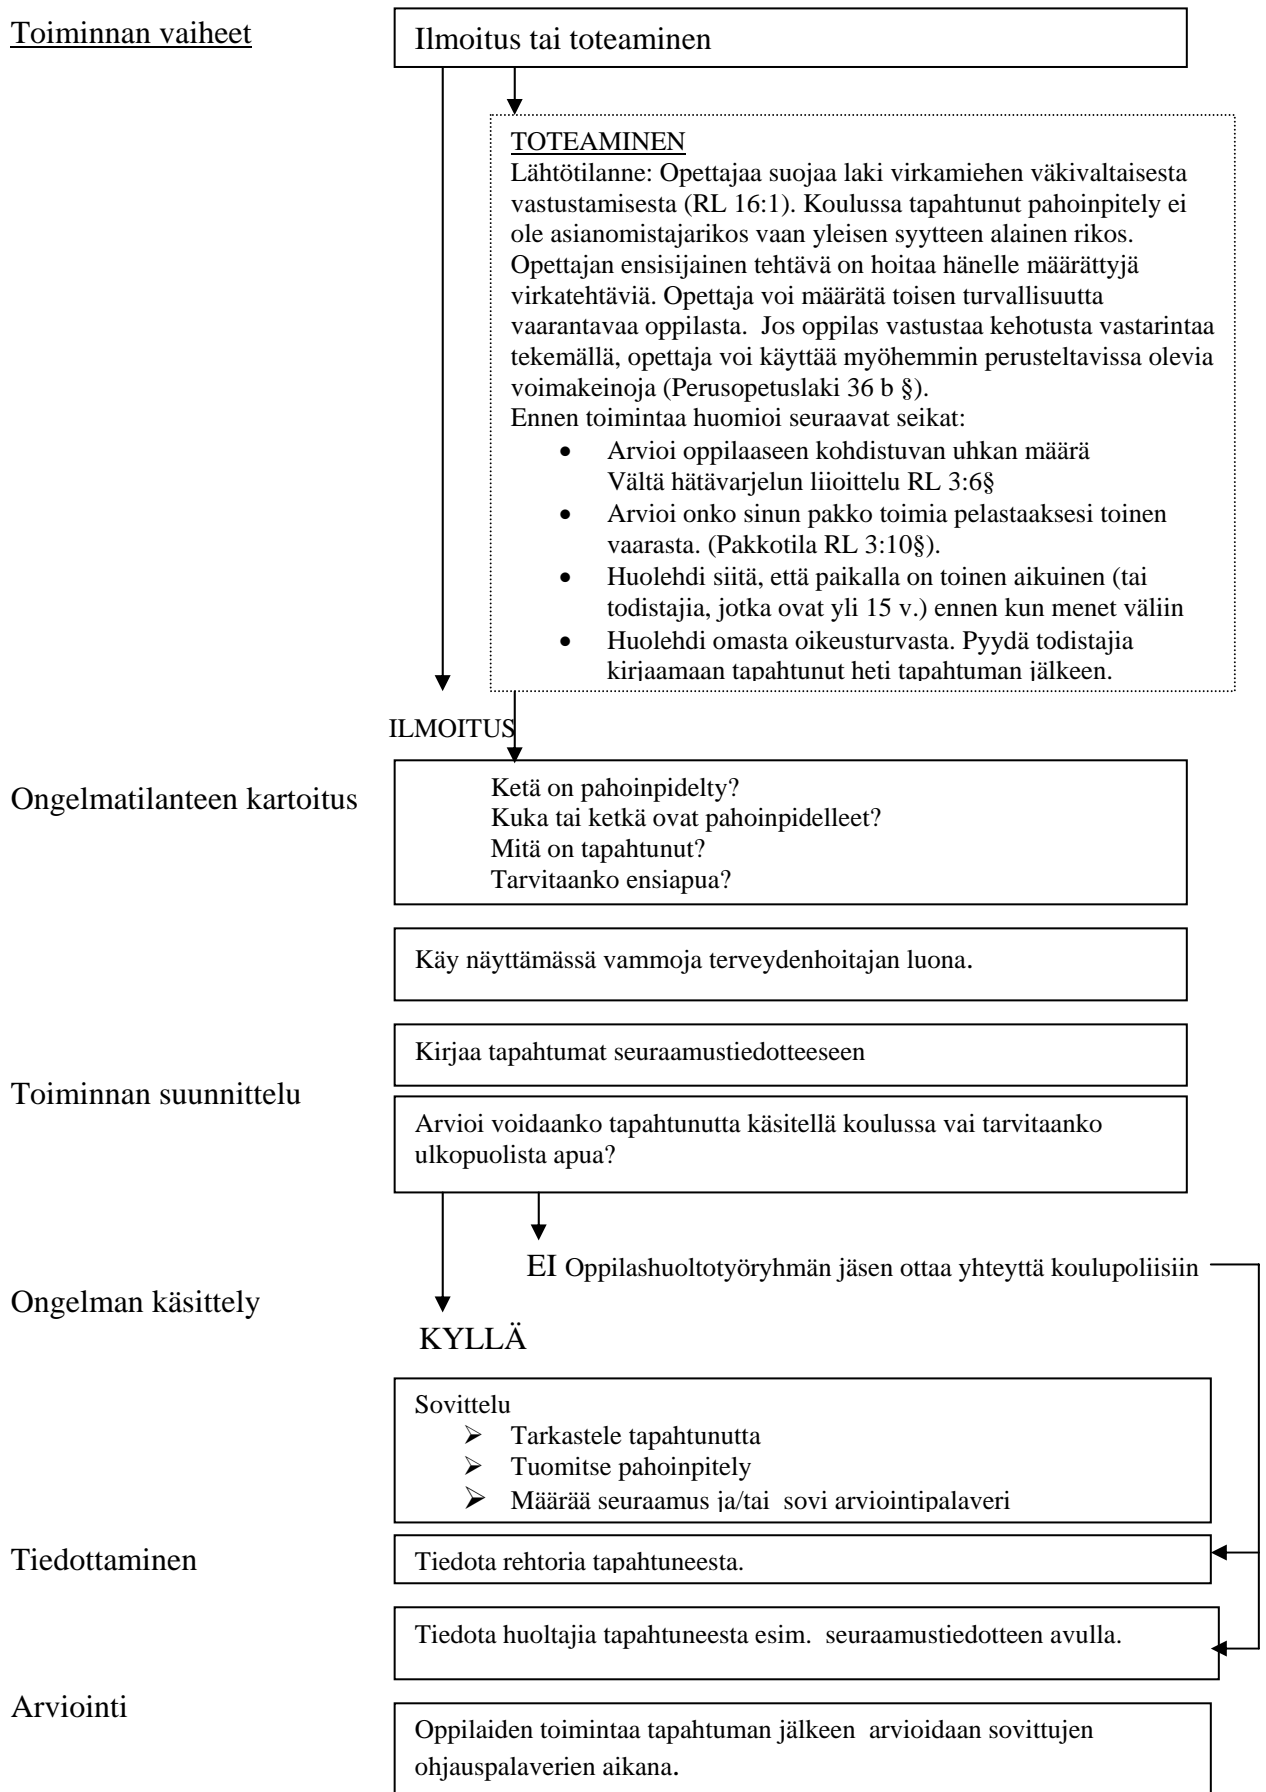 Toiminnan vaiheet
Ilmoitus tai toteaminen
TOTEAMINEN
Lähtötilanne: Opettajaa suojaa laki virkamiehen väkivaltaisesta
vastustamisesta (RL 16:1). Koulussa tapahtunut pahoinpitely ei
ole asianomistajarikos vaan yleisen syytteen alainen rikos.
Opettajan ensisijainen tehtävä on hoitaa hänelle määrättyjä
virkatehtäviä. Opettaja voi määrätä toisen turvallisuutta
vaarantavaa oppilasta.  Jos oppilas vastustaa kehotusta vastarintaa
tekemällä, opettaja voi käyttää myöhemmin perusteltavissa olevia
voimakeinoja (Perusopetuslaki 36 b §).
Ennen toimintaa huomioi seuraavat seikat:
• Arvioi oppilaaseen kohdistuvan uhkan määrä
Vältä hätävarjelun liioittelu RL 3:6§
• Arvioi onko sinun pakko toimia pelastaaksesi toinen
vaarasta. (Pakkotila RL 3:10§).
• Huolehdi siitä, että paikalla on toinen aikuinen (tai
todistajia, jotka ovat yli 15 v.) ennen kun menet väliin
• Huolehdi omasta oikeusturvasta. Pyydä todistajia
kirjaamaan tapahtunut heti tapahtuman jälkeen.
ILMOITUS
Ongelmatilanteen kartoitus
Ketä on pahoinpidelty?
Kuka tai ketkä ovat pahoinpidelleet?
Mitä on tapahtunut?
Tarvitaanko ensiapua?
Käy näyttämässä vammoja terveydenhoitajan luona.
Kirjaa tapahtumat seuraamustiedotteeseen
Toiminnan suunnittelu
Arvioi voidaanko tapahtunutta käsitellä koulussa vai tarvitaanko
ulkopuolista apua?
EI Oppilashuoltotyöryhmän jäsen ottaa yhteyttä koulupoliisiin
Ongelman käsittely
KYLLÄ
Sovittelu
➢ Tarkastele tapahtunutta
➢ Tuomitse pahoinpitely
➢ Määrää seuraamus ja/tai  sovi arviointipalaveri
Tiedottaminen
Tiedota rehtoria tapahtuneesta.
Tiedota huoltajia tapahtuneesta esim.  seuraamustiedotteen avulla.
Arviointi
Oppilaiden toimintaa tapahtuman jälkeen  arvioidaan sovittujen
ohjauspalaverien aikana.